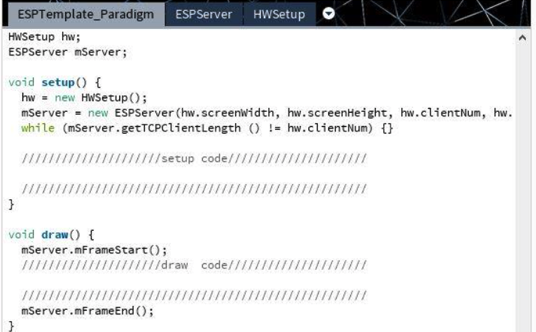 ESPTemplate_Paradigm ESPServer HWSetup
HWSetup hw;
ESPServer mServer;
void setup() {
hw = new HWSetup();
mServer = new ESPServer(hw.screenWidth, hw.screenHeight, hw.clientNum, hw.
while (mServer.getTCPClientLength () != hw.clientNum) {}
/////////////////////setup code/////////////////////
////////////////////////////////////////////////////
}
void draw() {
mServer.mFrameStart();
/////////////////////draw  code/////////////////////
////////////////////////////////////////////////////
mServer.mFrameEnd();
}